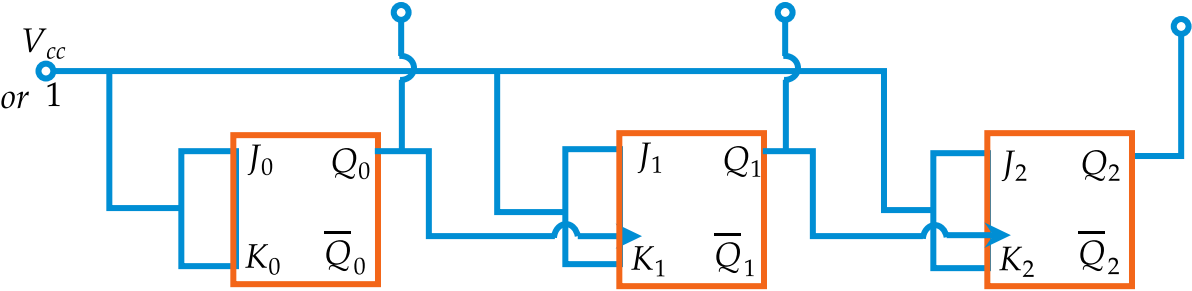 V_cc
or 1
J_0 Q_0
K_0 Q̅_0
J_1 Q_1
K_1 Q̅_1
J_2 Q_2
K_2 Q̅_2